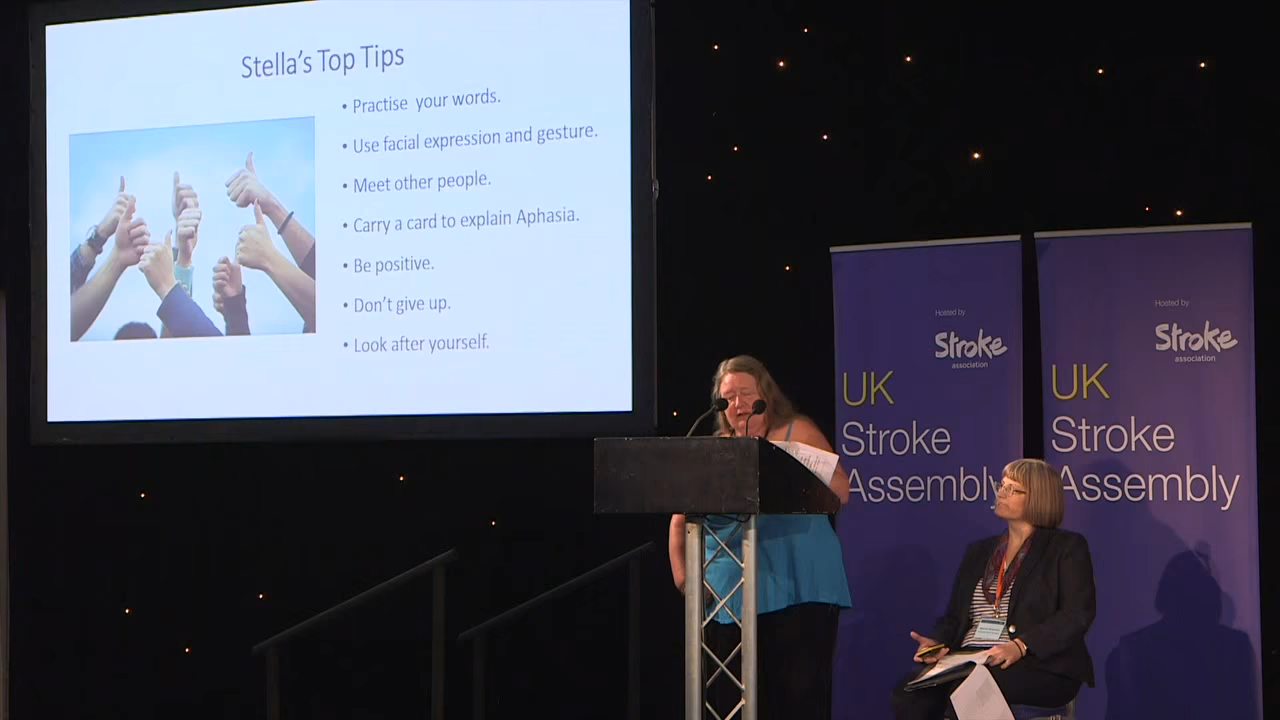 Stella's Top Tips
• Practise your words.
• Use facial expression and gesture.
• Meet other people.
• Carry a card to explain Aphasia.
• Be positive.
• Don't give up.
• Look after yourself.
Hosted by
Stroke
association
UK
Stroke
Assembly
Hosted by
Stroke
association
UK
Stroke
Assembly